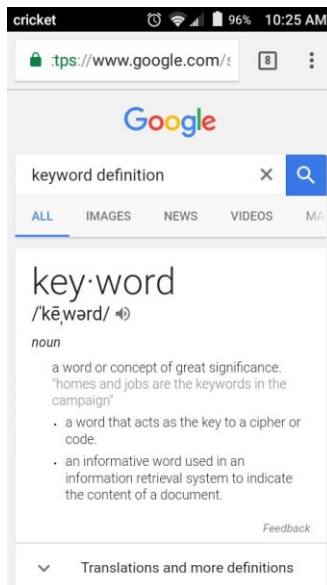 cricket 96% 10:25 AM
tps://www.google.com/s 8
Google
keyword definition
ALL IMAGES NEWS VIDEOS MA
key·word
/ˈkēˌwərd/
noun
a word or concept of great significance.
"homes and jobs are the keywords in the
campaign"
• a word that acts as the key to a cipher or
code.
• an informative word used in an
information retrieval system to indicate
the content of a document.
Feedback
Translations and more definitions